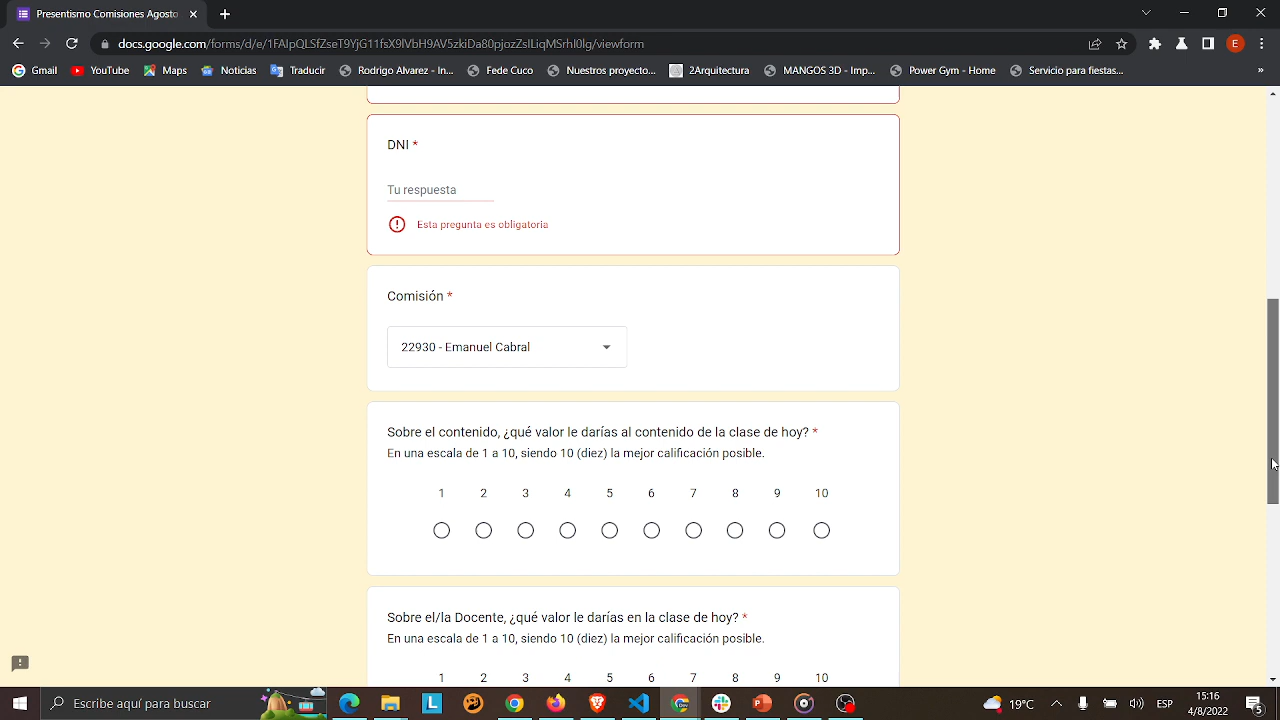 Presentismo Comisiones Agosto
docs.google.com/forms/d/e/1FAIpQLSfZseT9YjG11fsX9lVbH9AV5zkiDa80pjozZsILiqMSrhI0lg/viewform
E
Gmail
YouTube
Maps
Noticias
Traducir
Rodrigo Alvarez - In...
Fede Cuco
Nuestros proyecto...
2Arquitectura
MANGOS 3D - Imp...
Power Gym - Home
Servicio para fiestas...
»
DNI *
Tu respuesta
Esta pregunta es obligatoria
Comisión *
22930 - Emanuel Cabral
Sobre el contenido, ¿qué valor le darías al contenido de la clase de hoy? *
En una escala de 1 a 10, siendo 10 (diez) la mejor calificación posible.
1 2 3 4 5 6 7 8 9 10
Sobre el/la Docente, ¿qué valor le darías en la clase de hoy? *
En una escala de 1 a 10, siendo 10 (diez) la mejor calificación posible.
1 2 3 4 5 6 7 8 9 10
Escribe aquí para buscar
L
Dev
19°C
ESP
15:16
4/8/2022
5